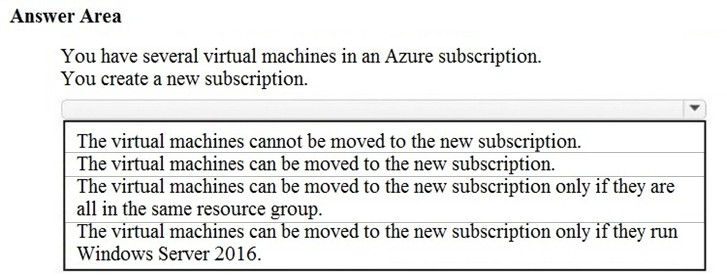 Answer Area
You have several virtual machines in an Azure subscription.
You create a new subscription.
The virtual machines cannot be moved to the new subscription.
The virtual machines can be moved to the new subscription.
The virtual machines can be moved to the new subscription only if they are
all in the same resource group.
The virtual machines can be moved to the new subscription only if they run
Windows Server 2016.